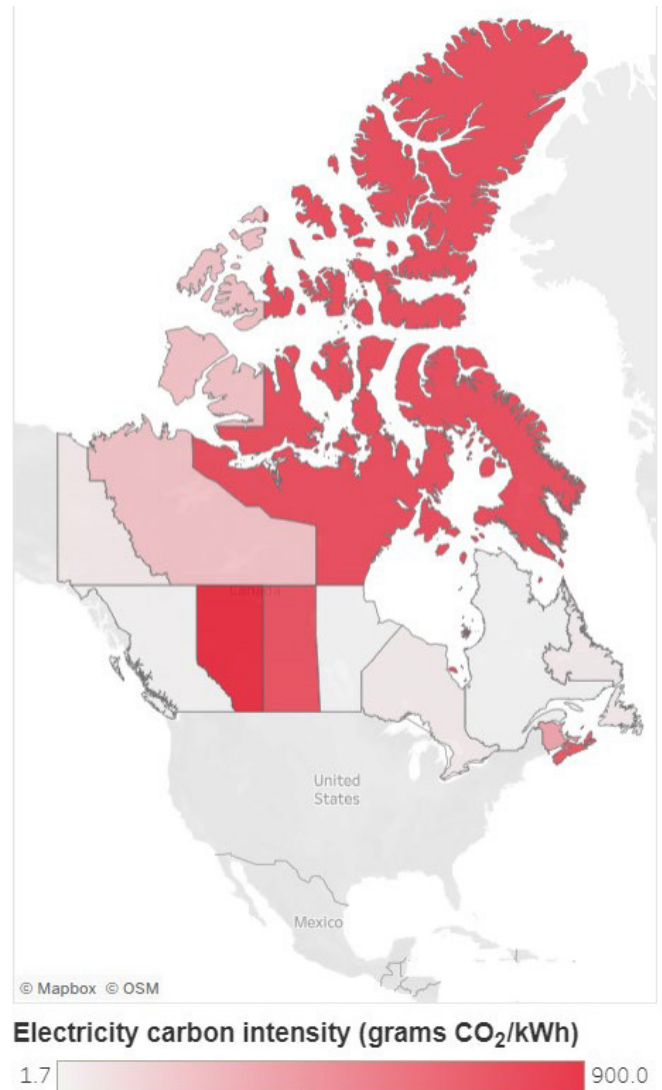 Canada
United
States
Mexico
© Mapbox © OSM
Electricity carbon intensity (grams CO₂/kWh)
1.7 900.0